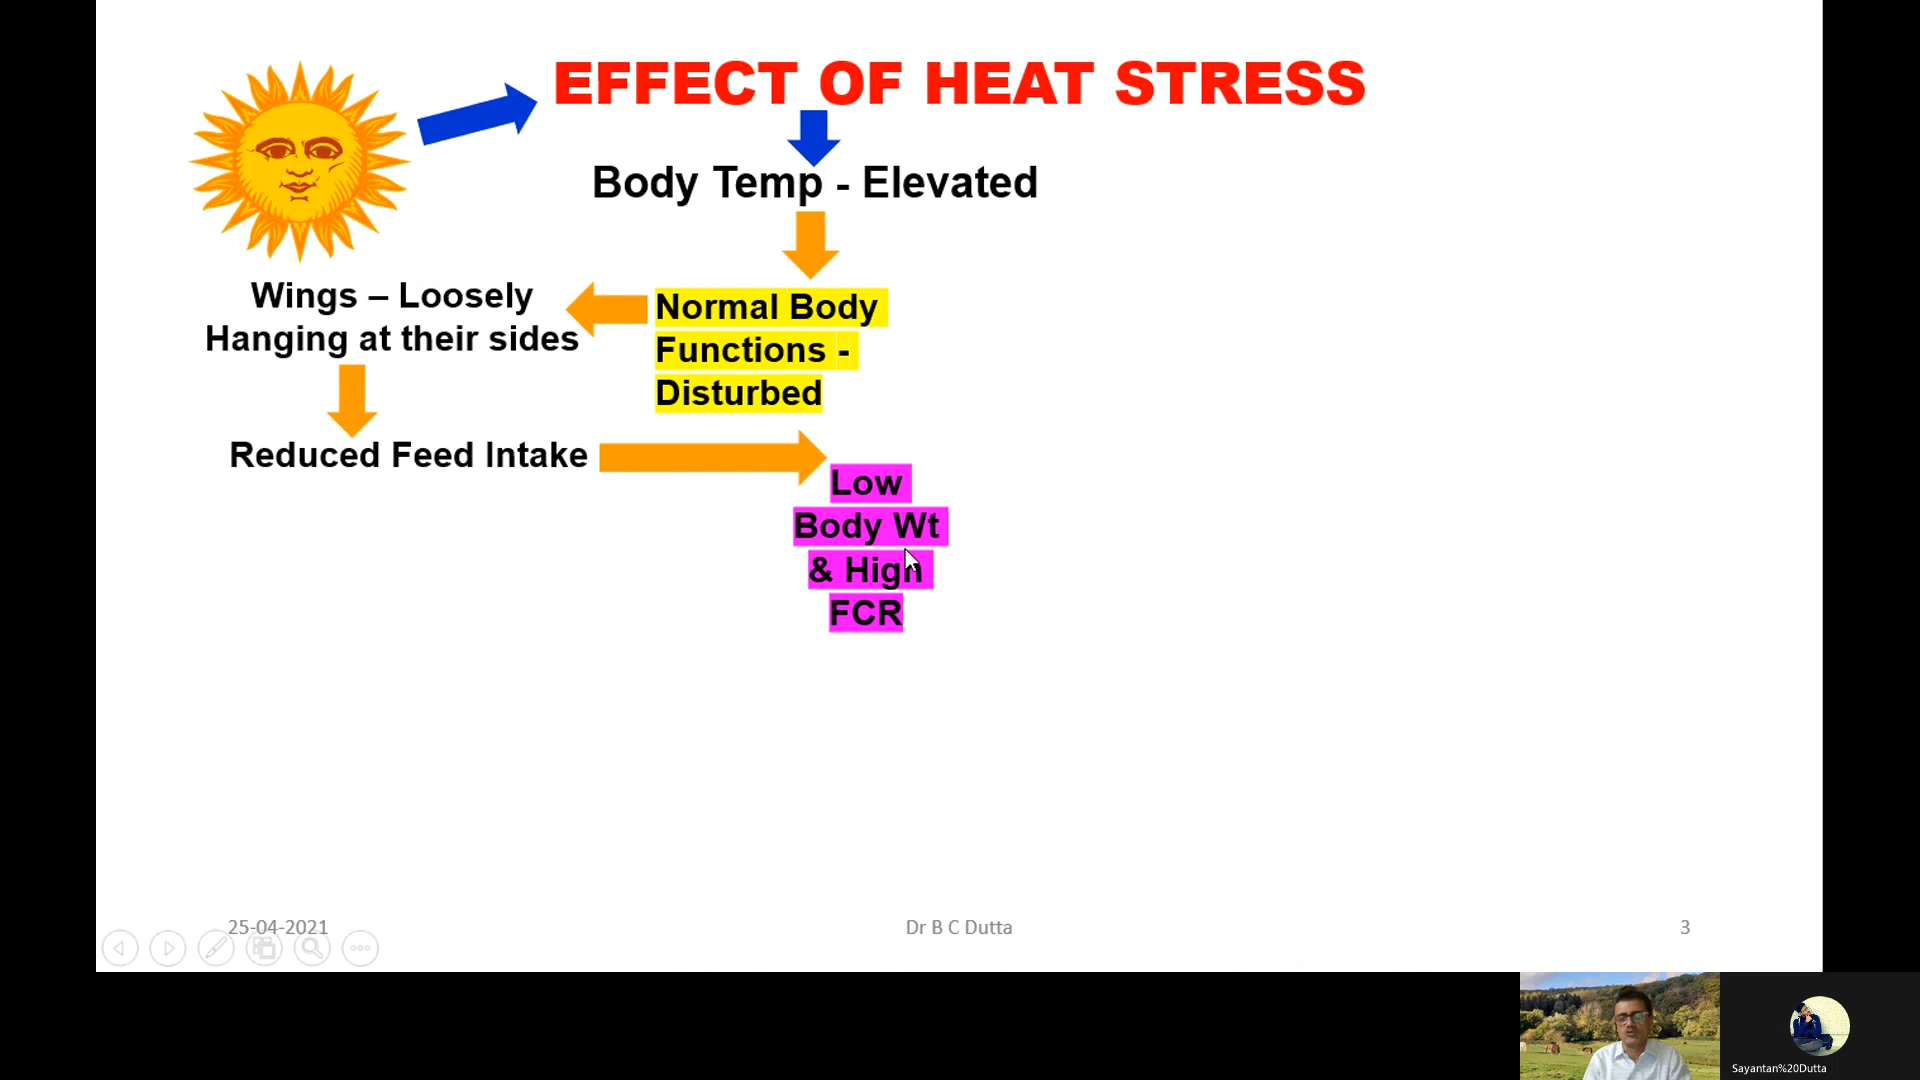 EFFECT OF HEAT STRESS
Body Temp - Elevated
Wings – Loosely
Hanging at their sides
Normal Body
Functions -
Disturbed
Reduced Feed Intake
Low
Body Wt
& High
FCR
25-04-2021
Dr B C Dutta
3
Sayantan%20Dutta